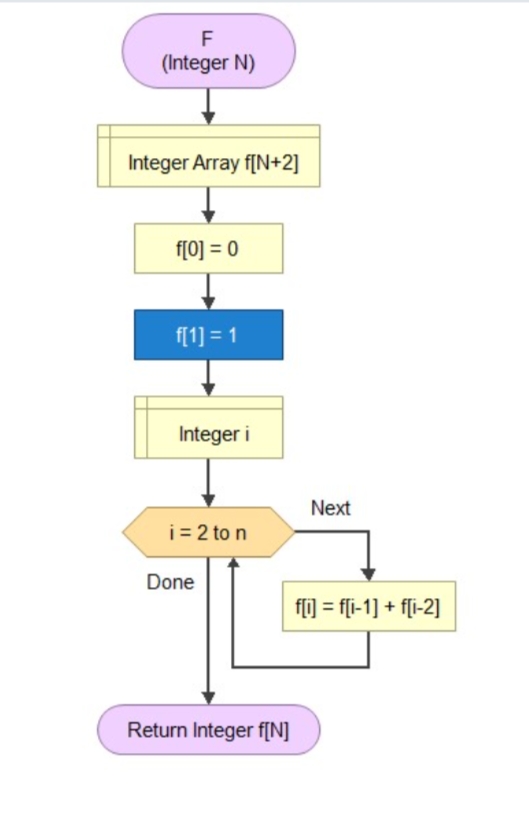 F
(Integer N)
Integer Array f[N+2]
f[0] = 0
f[1] = 1
Integer i
i = 2 to n
Next
Done
f[i] = f[i-1] + f[i-2]
Return Integer f[N]